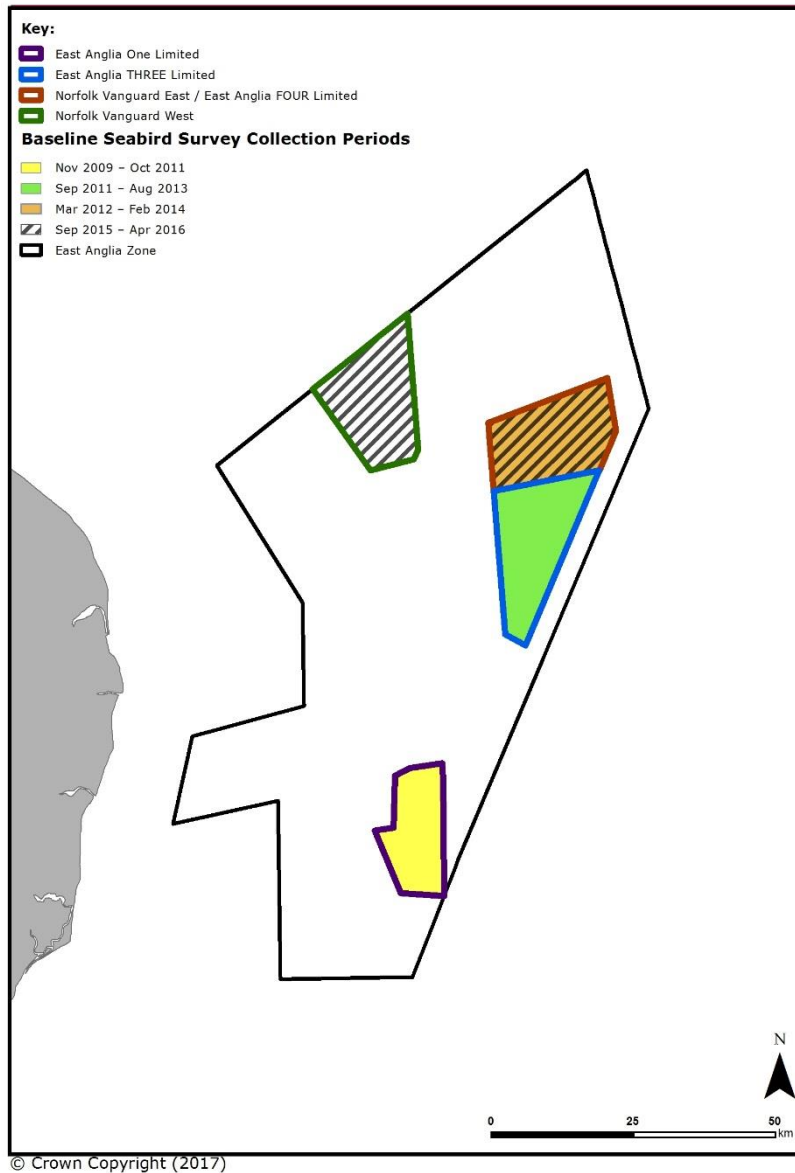 Key:
East Anglia One Limited
East Anglia THREE Limited
Norfolk Vanguard East / East Anglia FOUR Limited
Norfolk Vanguard West
Baseline Seabird Survey Collection Periods
Nov 2009 – Oct 2011
Sep 2011 – Aug 2013
Mar 2012 – Feb 2014
Sep 2015 – Apr 2016
East Anglia Zone
N
0 25 50
km
© Crown Copyright (2017)